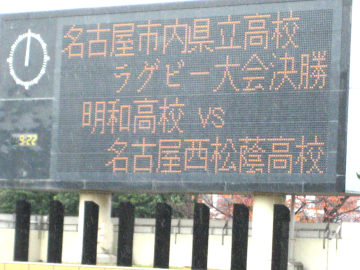 名古屋市内県立高校
ラグビー大会決勝
明和高校 VS
名古屋西松蔭高校